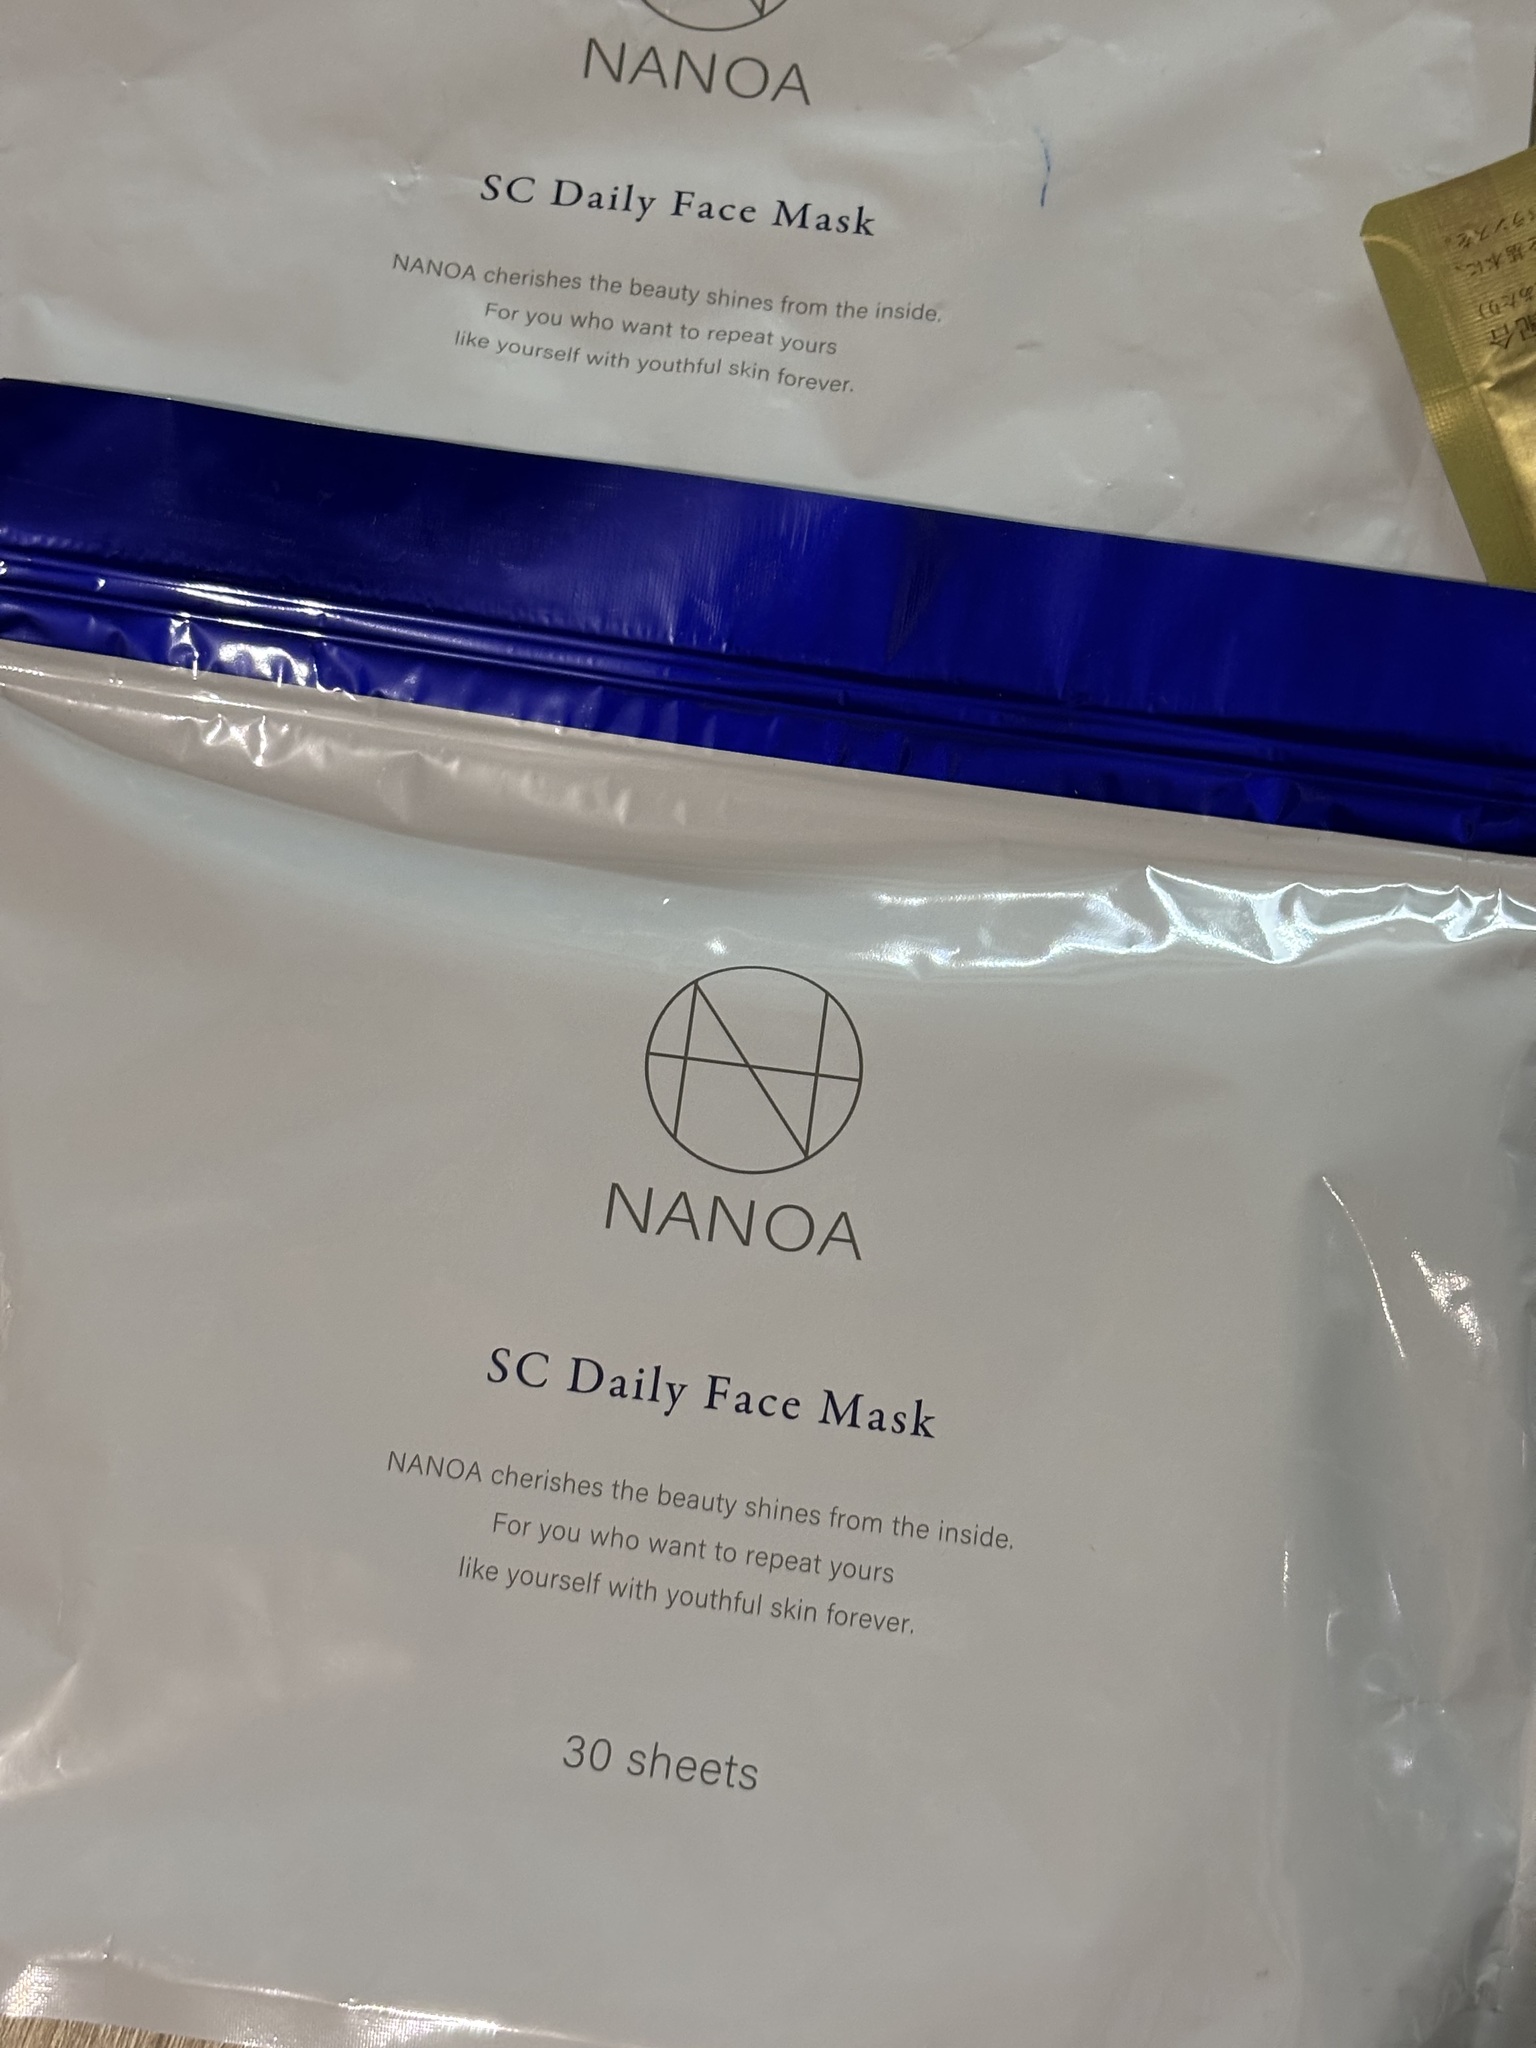 NANOA
SC Daily Face Mask
NANOA cherishes the beauty shines from the inside.
For you who want to repeat yours
like yourself with youthful skin forever.
NANOA
SC Daily Face Mask
NANOA cherishes the beauty shines from the inside.
For you who want to repeat yours
like yourself with youthful skin forever.
30 sheets
配合